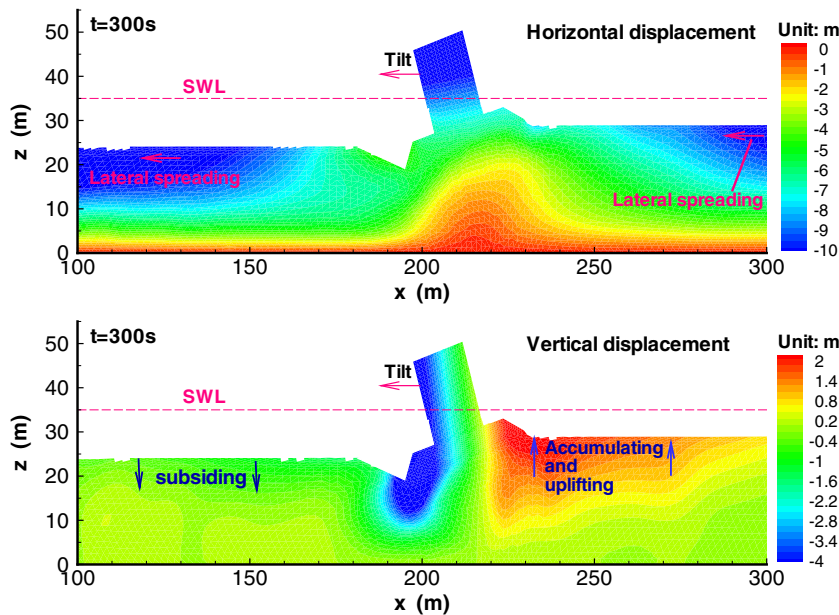 t=300s
Horizontal displacement
Unit: m
Tilt
SWL
Lateral spreading
Lateral spreading
z (m)
50
40
30
20
10
0
100
150
200
250
300
x (m)
0
-1
-2
-3
-4
-5
-6
-7
-8
-9
-10
t=300s
Vertical displacement
Unit: m
Tilt
SWL
subsiding
Accumulating
and
uplifting
z (m)
50
40
30
20
10
0
100
150
200
250
300
x (m)
2
1.4
0.8
0.2
-0.4
-1
-1.6
-2.2
-2.8
-3.4
-4